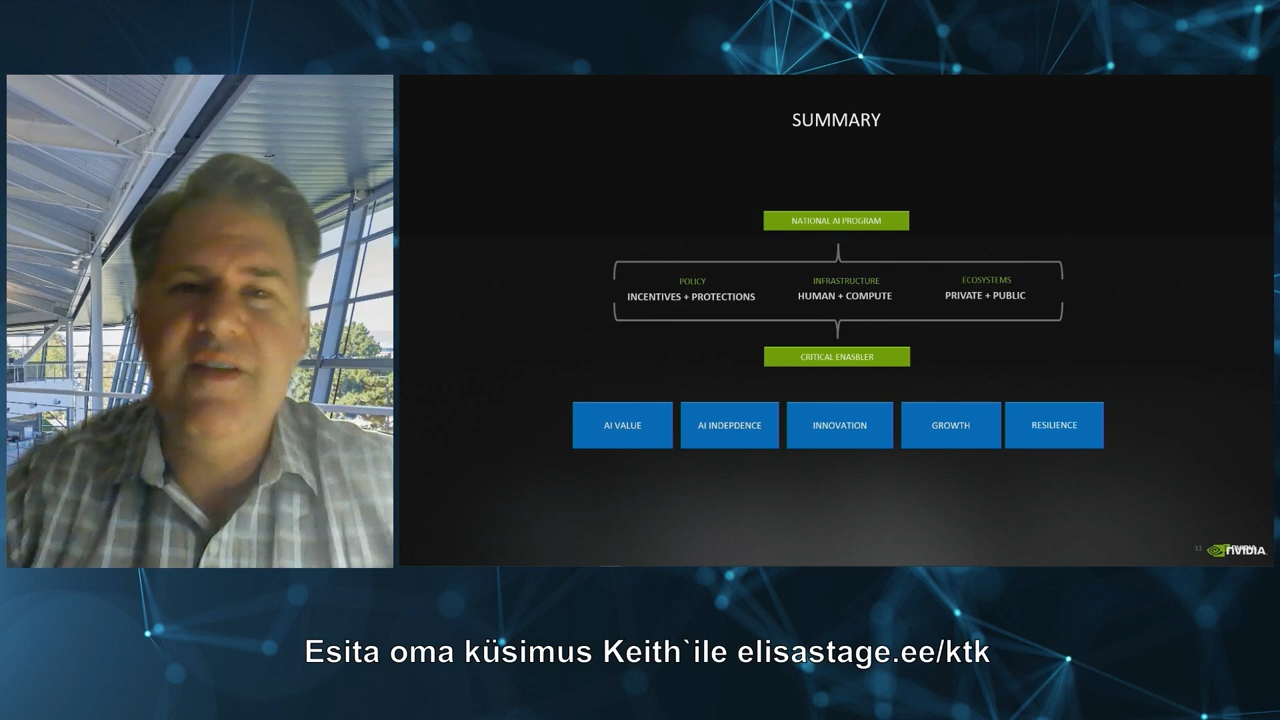 SUMMARY
NATIONAL AI PROGRAM
POLICY
INCENTIVES + PROTECTIONS
INFRASTRUCTURE
HUMAN + COMPUTE
ECOSYSTEMS
PRIVATE + PUBLIC
CRITICAL ENASBLER
AI VALUE
AI INDEPDENCE
INNOVATION
GROWTH
RESILIENCE
33
NVIDIA
Esita oma küsimus Keith`ile elisastage.ee/ktk